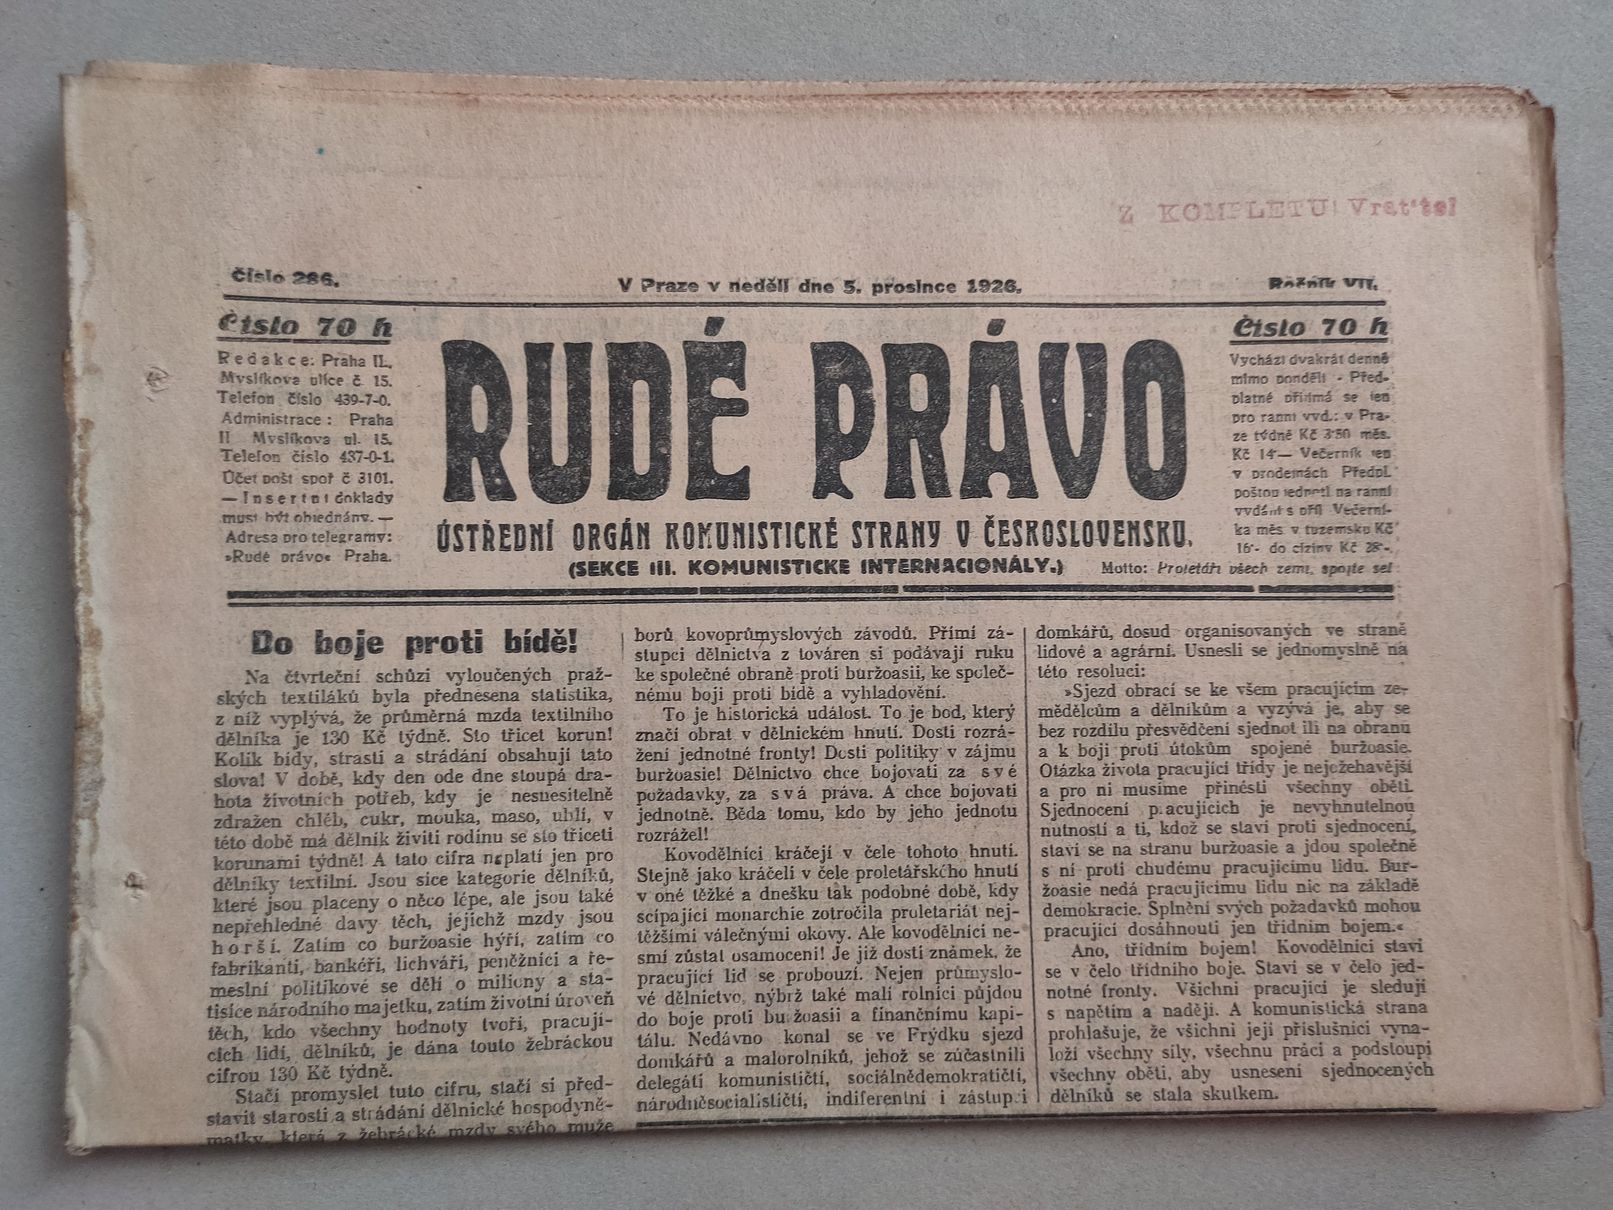 Z KOMPLETU
Číslo 286.
V Praze v neděli dne 5. prosince 1926.
Ročník VII.
Číslo 70 h
Redakce: Praha II.,
Myslíkova ulice č 15.
Telefon číslo 439-7-0.
Administrace: Praha
II Myslíkova ul. 15.
Telefon číslo 437-0-1.
Účet pošt spoř č 3101.
— Insertní doklady
musí být objednány. —
Adresa pro telegramy:
»Rudé právo« Praha.
RUDÉ PRÁVO
ÚSTŘEDNÍ ORGÁN KOMUNISTICKÉ STRANY V ČESKOSLOVENSKU.
(SEKCE III. KOMUNISTICKÉ INTERNACIONÁLY.)
Motto: Proletáři všech zemí, spojte se!
Číslo 70 h
Vychází dvakrát denně
mimo pondělí - Před-
platné přijímá se jen
pro ranní vyd.: v Pra-
ze týdně Kč 3·50 měs.
Kč 14·— Večerník jen
v prodejnách Předpl.
poštou jednotl na ranní
vydání s příl Večerní-
ka měs v tuzemsku Kč
16·- do ciziny Kč 28·-.
Do boje proti bídě!
Na čtvrteční schůzi vyloučených praž-
ských textiláků byla přednesena statistika,
z níž vyplývá, že průměrná mzda textilního
dělníka je 130 Kč týdně. Sto třicet korun!
Kolik bídy, strasti a strádání obsahují tato
slova! V době, kdy den ode dne stoupá dra-
hota životních potřeb, kdy je nesnesitelně
zdražen chléb, cukr, mouka, maso, uhlí, v
této době má dělník živiti rodinu se sto třiceti
korunami týdně! A tato cifra neplatí jen pro
dělníky textilní. Jsou sice kategorie dělníků,
které jsou placeny o něco lépe, ale jsou také
nepřehledné davy těch, jejichž mzdy jsou
horší. Zatím co buržoasie hýří, zatím co
fabrikanti, bankéři, lichváři, peněžníci a ře-
meslní politikové se dělí o miliony a sta-
tisíce národního majetku, zatím životní úroveň
těch, kdo všechny hodnoty tvoří, pracují-
cích lidí, dělníků, je dána touto žebráckou
cifrou 130 Kč týdně.
Stačí promyslet tuto cifru, stačí si před-
stavit starosti a strádání dělnické hospodyně-
matky, která z žebrácké mzdy svého muže
borů kovoprůmyslových závodů. Přímí zá-
stupci dělnictva z továren si podávají ruku
ke společné obraně proti buržoasii, ke společ-
nému boji proti bídě a vyhladovění.
To je historická událost. To je bod, který
značí obrat v dělnickém hnutí. Dosti rozrá-
žení jednotné fronty! Dosti politiky v zájmu
buržoasie! Dělnictvo chce bojovati za své
požadavky, za svá práva. A chce bojovati
jednotně. Běda tomu, kdo by jeho jednotu
rozrážel!
Kovodělníci kráčejí v čele tohoto hnutí.
Stejně jako kráčeli v čele proletářského hnutí
v oné těžké a dnešku tak podobné době, kdy
scípající monarchie zotročila proletariát nej-
těžšími válečnými okovy. Ale kovodělníci ne-
smí zůstat osamoceni! Je již dosti známek, že
pracující lid se probouzí. Nejen průmyslo-
vé dělnictvo, nýbrž také malí rolníci půjdou
do boje proti buržoasii a finančnímu kapi-
tálu. Nedávno konal se ve Frýdku sjezd
domkářů a malorolníků, jehož se zúčastnili
delegáti komunističtí, sociálnědemokratičtí,
národněsocialističtí, indiferentní i zástupci
domkářů, dosud organisovaných ve straně
lidové a agrární. Usnesli se jednomyslně na
této resoluci:
»Sjezd obrací se ke všem pracujícím ze-
mědělcům a dělníkům a vyzývá je, aby se
bez rozdílu přesvědčení sjednotili na obranu
a k boji proti útokům spojené buržoasie.
Otázka života pracující třídy je nejžehavější
a pro ni musíme přinésti všechny oběti.
Sjednocení pracujících je nevyhnutelnou
nutností a ti, kdož se staví proti sjednocení,
staví se na stranu buržoasie a jdou společně
s ní proti chudému pracujícímu lidu. Bur-
žoasie nedá pracujícímu lidu nic na základě
demokracie. Splnění svých požadavků mohou
pracující dosáhnouti jen třídním bojem.«
Ano, třídním bojem! Kovodělníci staví
se v čelo třídního boje. Staví se v čelo jed-
notné fronty. Všichni pracující je sledují
s napětím a nadějí. A komunistická strana
prohlašuje, že všichni její příslušníci vyna-
loží všechny síly, všechnu práci a podstoupí
všechny oběti, aby usnesení sjednocených
dělníků se stala skutkem.